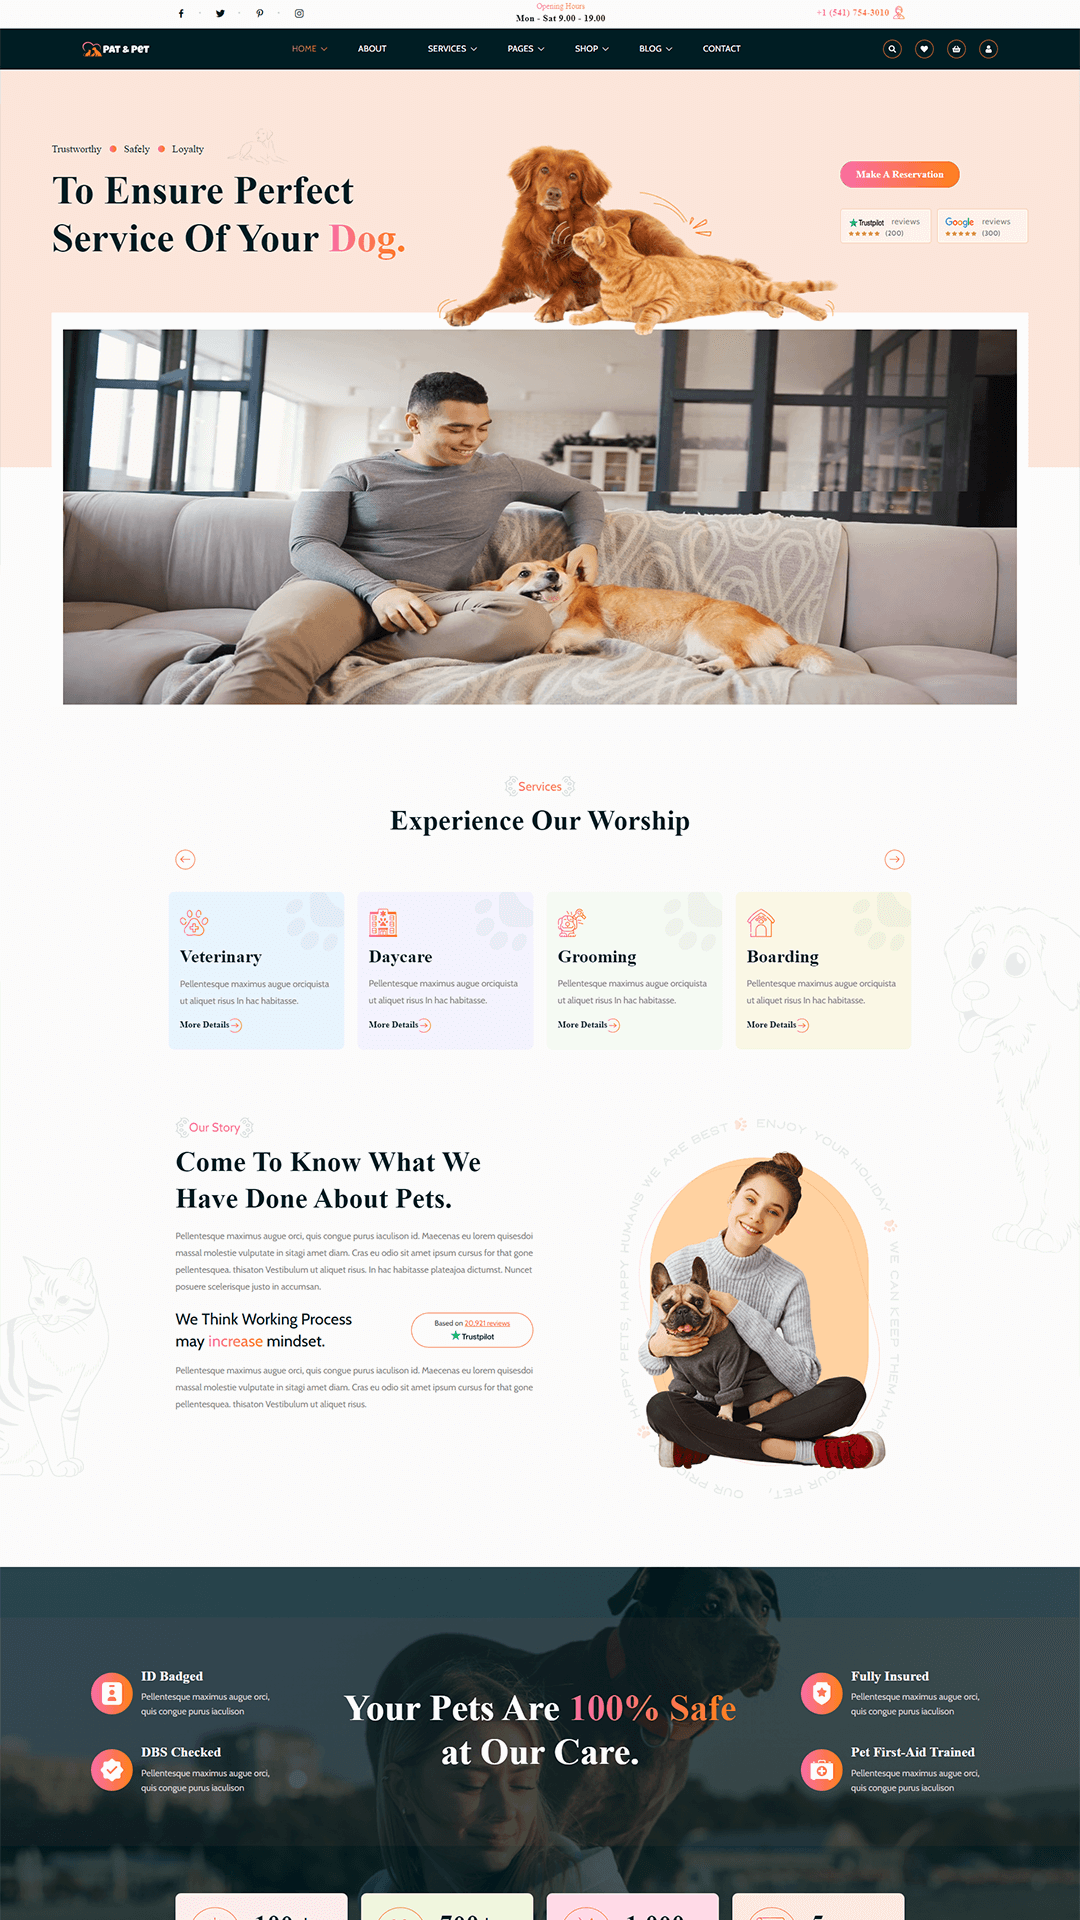 Opening Hours
Mon - Sat 9.00 - 19.00
+1 (541) 754-3010
PAT & PET
HOME
ABOUT
SERVICES
PAGES
SHOP
BLOG
CONTACT
Trustworthy
Safely
Loyalty
To Ensure Perfect
Service Of Your Dog.
Make A Reservation
Trustpilot reviews
(200)
Google reviews
(300)
Services
Experience Our Worship
Veterinary
Pellentesque maximus augue orciquista
ut aliquet risus In hac habitasse.
More Details
Daycare
Pellentesque maximus augue orciquista
ut aliquet risus In hac habitasse.
More Details
Grooming
Pellentesque maximus augue orciquista
ut aliquet risus In hac habitasse.
More Details
Boarding
Pellentesque maximus augue orciquista
ut aliquet risus In hac habitasse.
More Details
Our Story
Come To Know What We
Have Done About Pets.
Pellentesque maximus augue orci, quis congue purus iaculison id. Maecenas eu lorem quisesdoi
massal molestie vulputate in sitagi amet diam. Cras eu odio sit amet ipsum cursus for that gone
pellentesquea. thisaton Vestibulum ut aliquet risus. In hac habitasse plateajoa dictumst. Nuncet
posuere scelerisque justo in accumsan.
We Think Working Process
may increase mindset.
Based on 20,921 reviews
Trustpilot
Pellentesque maximus augue orci, quis congue purus iaculison id. Maecenas eu lorem quisesdoi
massal molestie vulputate in sitagi amet diam. Cras eu odio sit amet ipsum cursus for that gone
pellentesquea. thisaton Vestibulum ut aliquet risus.
HAPPY PETS, HAPPY HUMANS WE ARE BEST
ENJOY YOUR HOLIDAY
WE CAN KEEP THEM HAP
YOUR PET,
OUR PRIO
ID Badged
Pellentesque maximus augue orci,
quis congue purus iaculison
DBS Checked
Pellentesque maximus augue orci,
quis congue purus iaculison
Your Pets Are 100% Safe
at Our Care.
Fully Insured
Pellentesque maximus augue orci,
quis congue purus iaculison
Pet First-Aid Trained
Pellentesque maximus augue orci,
quis congue purus iaculison